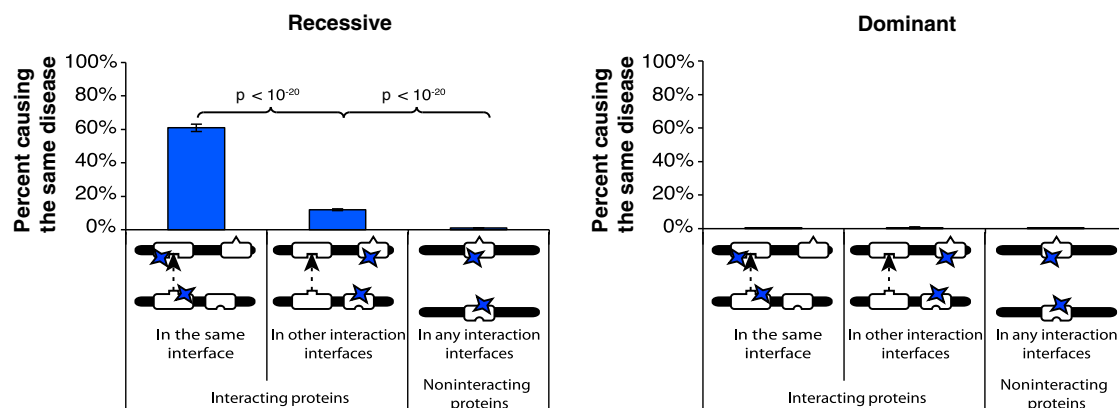 Recessive
Percent causing
the same disease
100%
80%
60%
40%
20%
0%
p < 10-20
p < 10-20
In the same
interface
In other interaction
interfaces
In any interaction
interfaces
Interacting proteins
Noninteracting
proteins
Dominant
Percent causing
the same disease
100%
80%
60%
40%
20%
0%
In the same
interface
In other interaction
interfaces
In any interaction
interfaces
Interacting proteins
Noninteracting
proteins